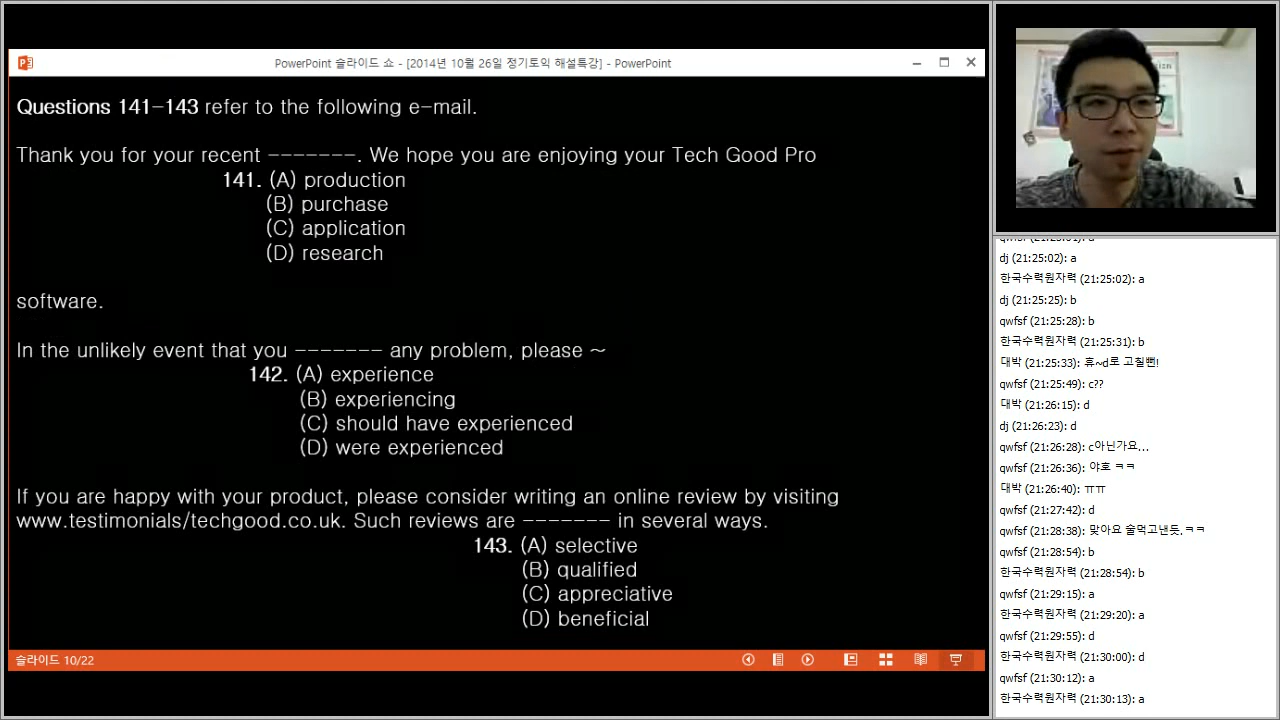 PowerPoint 슬라이드 쇼 - [2014년 10월 26일 정기토익 해설특강] - PowerPoint
Questions 141-143 refer to the following e-mail.
Thank you for your recent -------. We hope you are enjoying your Tech Good Pro
141. (A) production
(B) purchase
(C) application
(D) research
software.
In the unlikely event that you ------- any problem, please ~
142. (A) experience
(B) experiencing
(C) should have experienced
(D) were experienced
If you are happy with your product, please consider writing an online review by visiting
www.testimonials/techgood.co.uk. Such reviews are ------- in several ways.
143. (A) selective
(B) qualified
(C) appreciative
(D) beneficial
슬라이드 10/22
dj (21:25:02): a
한국수력원자력 (21:25:02): a
dj (21:25:25): b
qwfsf (21:25:28): b
한국수력원자력 (21:25:31): b
대박 (21:25:33): 휴~d로 고칠뻔!
qwfsf (21:25:49): c??
대박 (21:26:15): d
dj (21:26:23): d
qwfsf (21:26:28): c아닌가요...
qwfsf (21:26:36): 야호 ㅋㅋ
대박 (21:26:40): ㅠㅠ
qwfsf (21:27:42): d
qwfsf (21:28:38): 맞아요 술먹고낸듯,ㅋㅋ
qwfsf (21:28:54): b
한국수력원자력 (21:28:54): b
qwfsf (21:29:15): a
한국수력원자력 (21:29:20): a
qwfsf (21:29:55): d
한국수력원자력 (21:30:00): d
qwfsf (21:30:12): a
한국수력원자력 (21:30:13): a